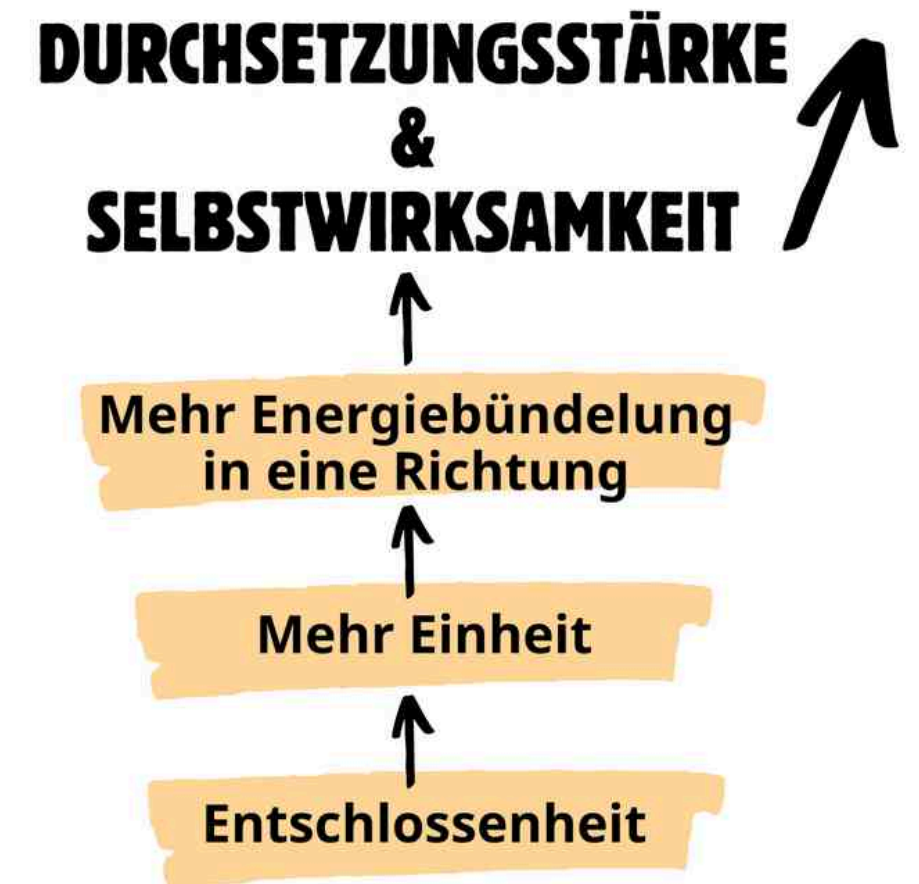 DURCHSETZUNGSSTÄRKE
&
SELBSTWIRKSAMKEIT
Mehr Energiebündelung
in eine Richtung
Mehr Einheit
Entschlossenheit